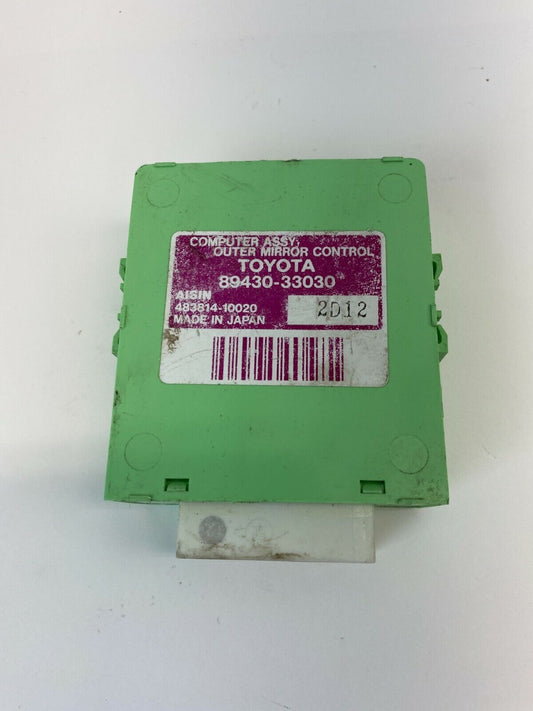 COMPUTER ASSY,
OUTER MIRROR CONTROL
TOYOTA
89430-33030
AISIN
483814-10020
MADE IN JAPAN
2D12